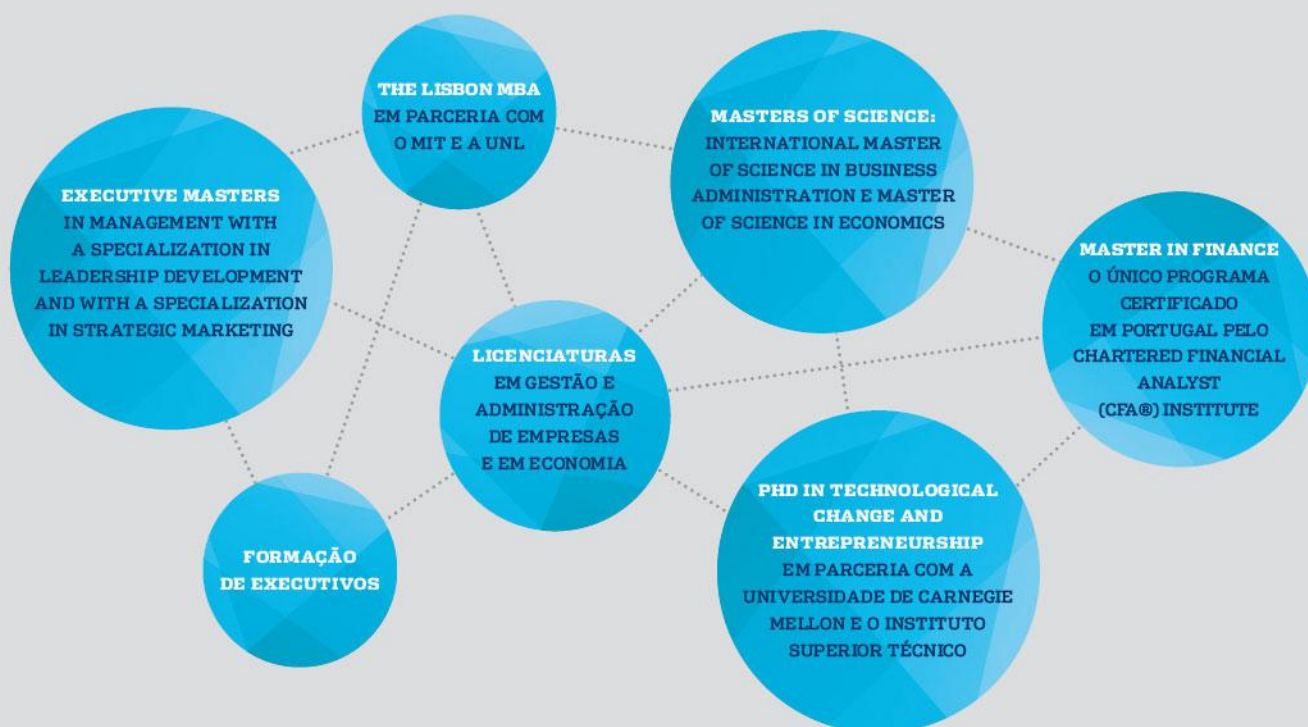 THE LISBON MBA
EM PARCERIA COM
O MIT E A UNL
MASTERS OF SCIENCE:
INTERNATIONAL MASTER
OF SCIENCE IN BUSINESS
ADMINISTRATION E MASTER
OF SCIENCE IN ECONOMICS
EXECUTIVE MASTERS
IN MANAGEMENT WITH
A SPECIALIZATION IN
LEADERSHIP DEVELOPMENT
AND WITH A SPECIALIZATION
IN STRATEGIC MARKETING
MASTER IN FINANCE
O ÚNICO PROGRAMA
CERTIFICADO
EM PORTUGAL PELO
CHARTERED FINANCIAL
ANALYST
(CFA®) INSTITUTE
LICENCIATURAS
EM GESTÃO E
ADMINISTRAÇÃO
DE EMPRESAS
E EM ECONOMIA
PHD IN TECHNOLOGICAL
CHANGE AND
ENTREPRENEURSHIP
EM PARCERIA COM A
UNIVERSIDADE DE CARNEGIE
MELLON E O INSTITUTO
SUPERIOR TÉCNICO
FORMAÇÃO
DE EXECUTIVOS